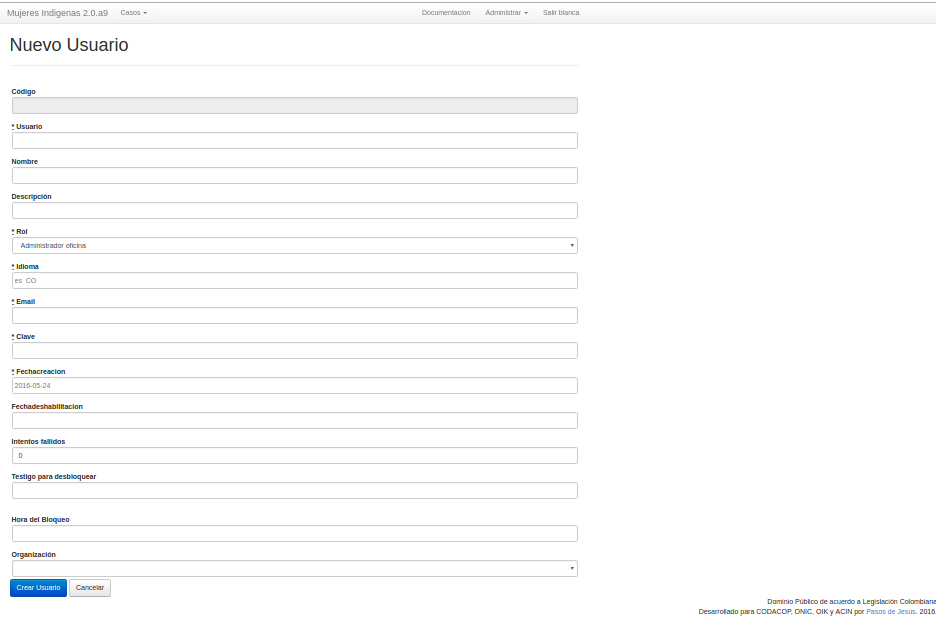 Mujeres Indigenas 2.0.a9 Casos Documentacion Administrar Salir blanca
Nuevo Usuario
Código
* Usuario
Nombre
Descripción
* Rol
Administrador oficina
* Idioma
es_CO
* Email
* Clave
* Fechacreacion
2016-05-24
Fechadeshabilitacion
Intentos fallidos
0
Testigo para desbloquear
Hora del Bloqueo
Organización
Crear Usuario Cancelar
Dominio Público de acuerdo a Legislación Colombiana
Desarrollado para CODACOP, ONIC, OIK y ACIN por Pasos de Jesús. 2016.